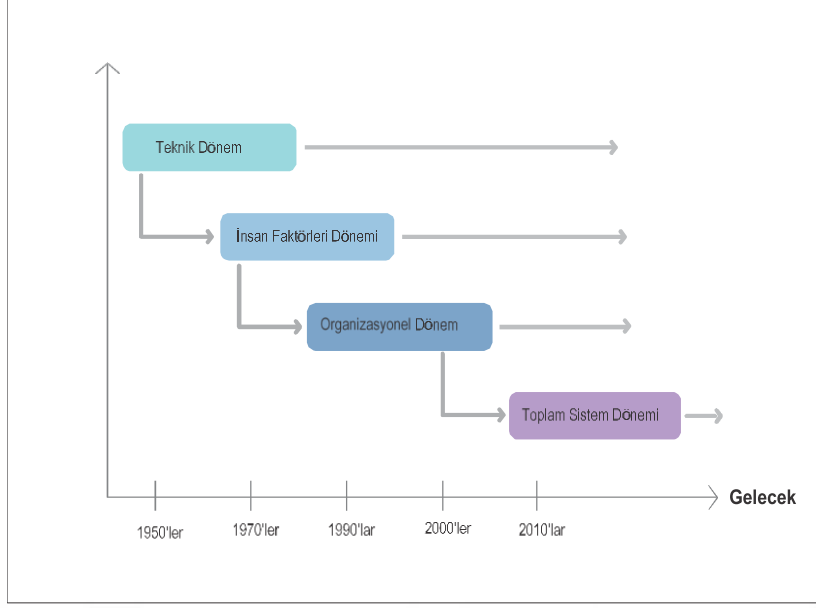 Teknik Dönem
İnsan Faktörleri Dönemi
Organizasyonel Dönem
Toplam Sistem Dönemi
Gelecek
1950'ler
1970'ler
1990'lar
2000'ler
2010'lar